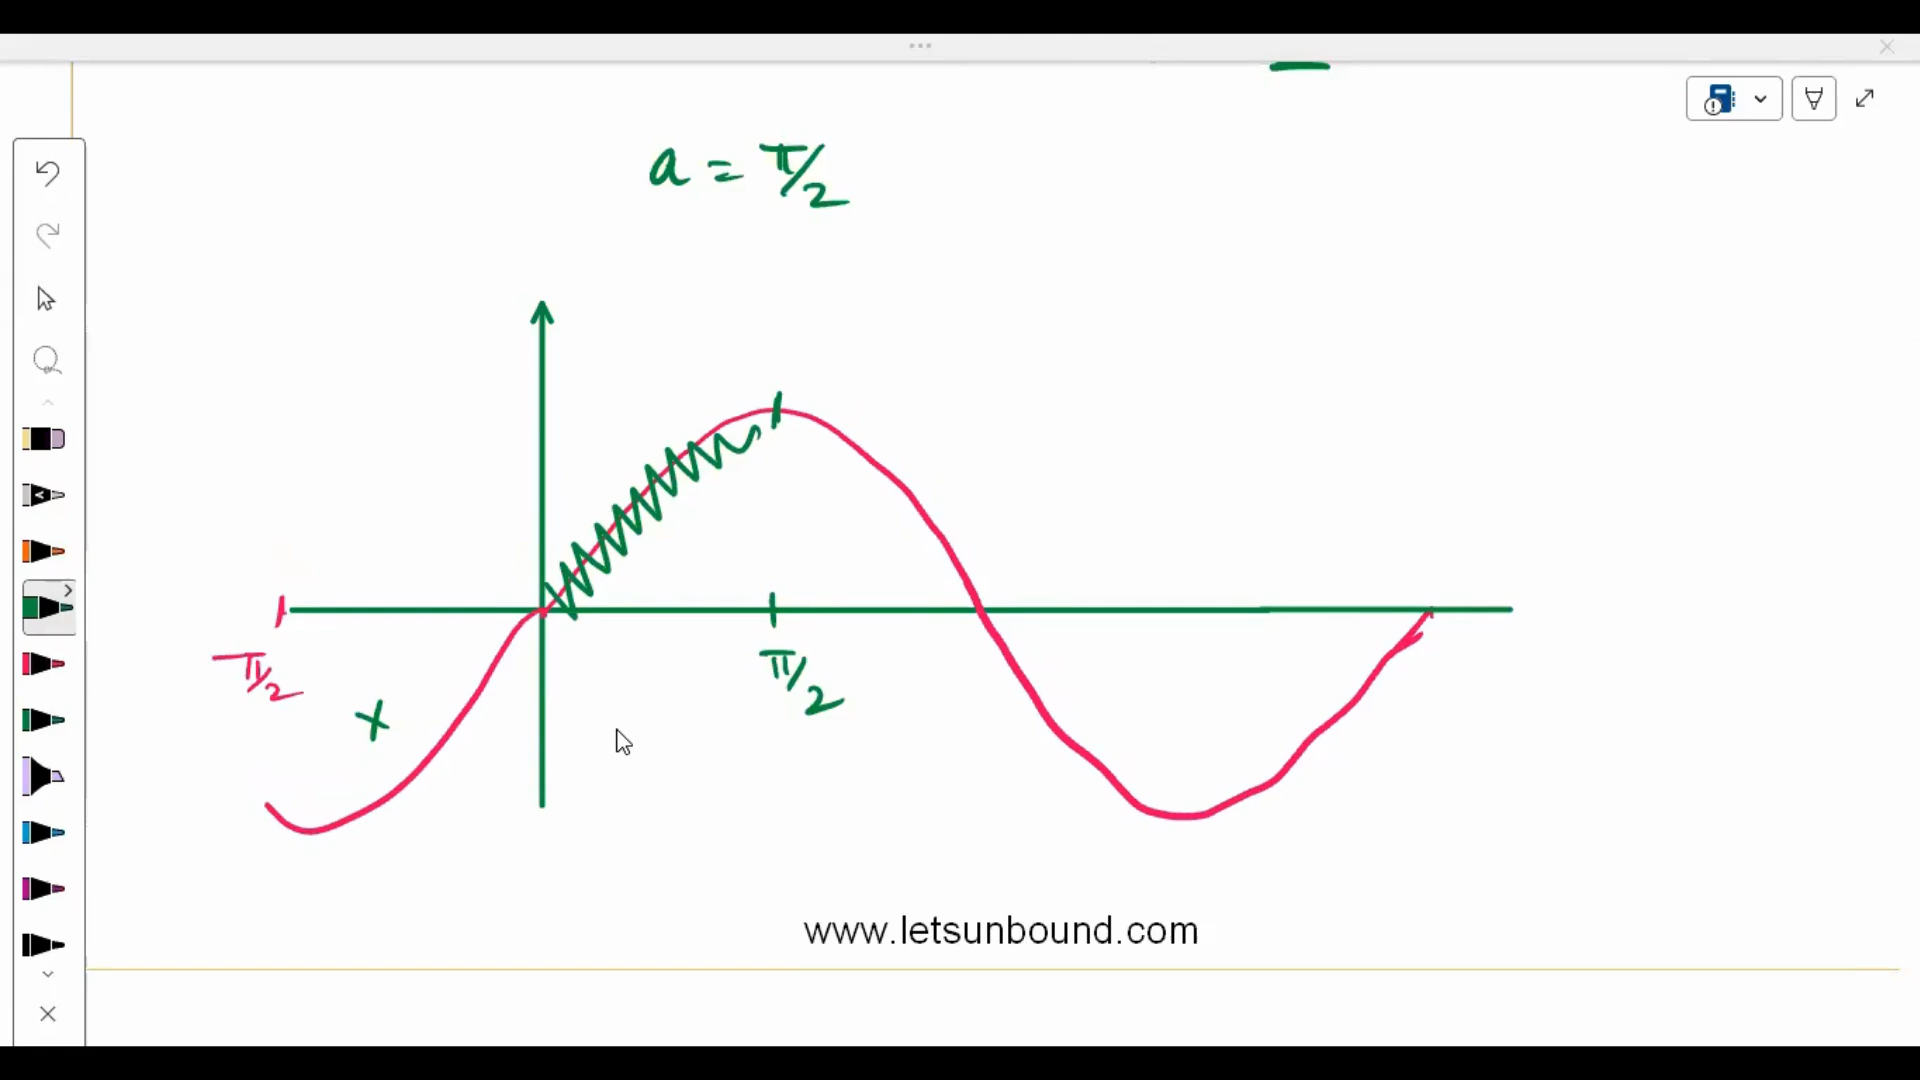 a = π/2
-π/2
π/2
x
www.letsunbound.com